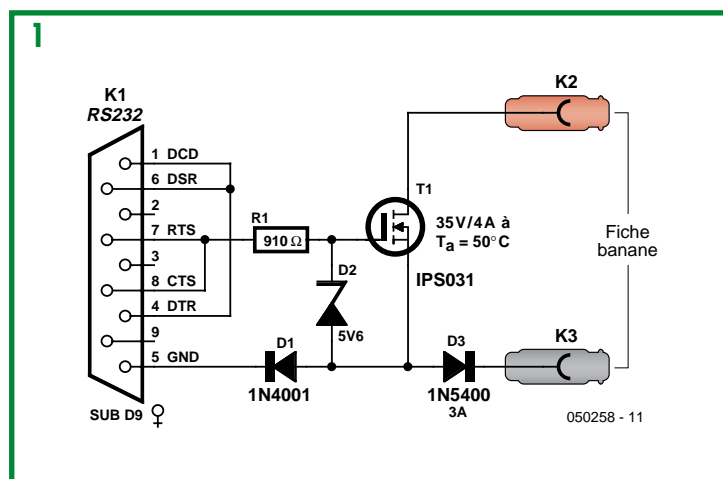 1
K1
RS232
1 DCD
6 DSR
2
7 RTS
3
8 CTS
4 DTR
9
5 GND
SUB D9
R1
910 Ω
D2
5V6
D1
1N4001
T1
35V/4A à
Ta = 50°C
IPS031
D3
1N5400
3A
K2
Fiche
banane
K3
050258 - 11